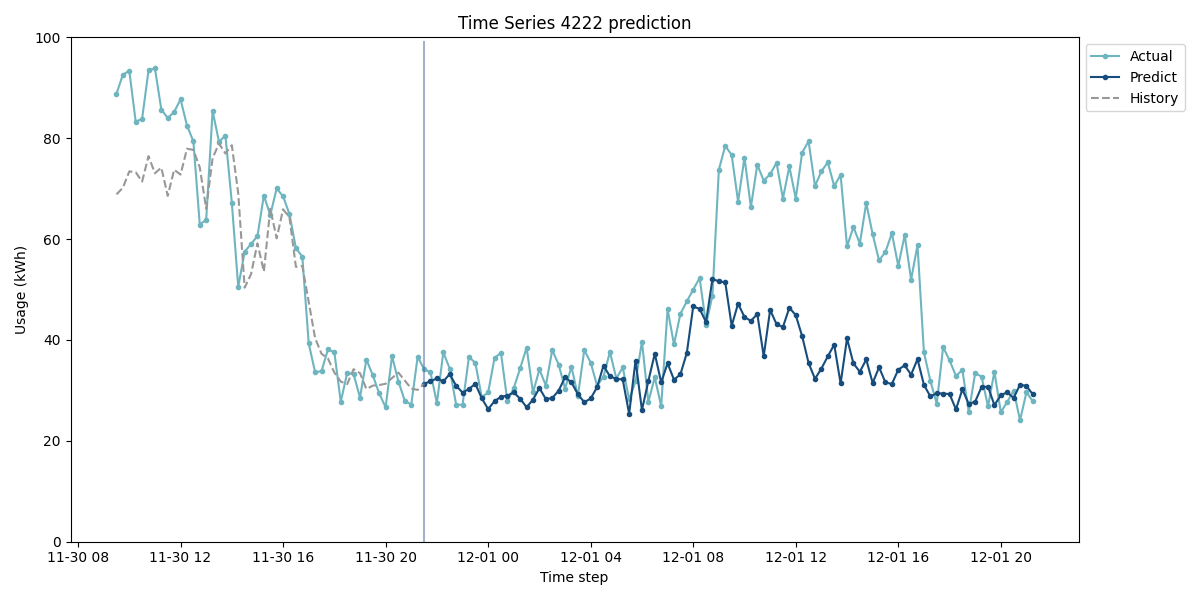 Time Series 4222 prediction
Usage (kWh)
100
80
60
40
20
0
11-30 08
11-30 12
11-30 16
11-30 20
12-01 00
12-01 04
12-01 08
12-01 12
12-01 16
12-01 20
Time step
Actual
Predict
History